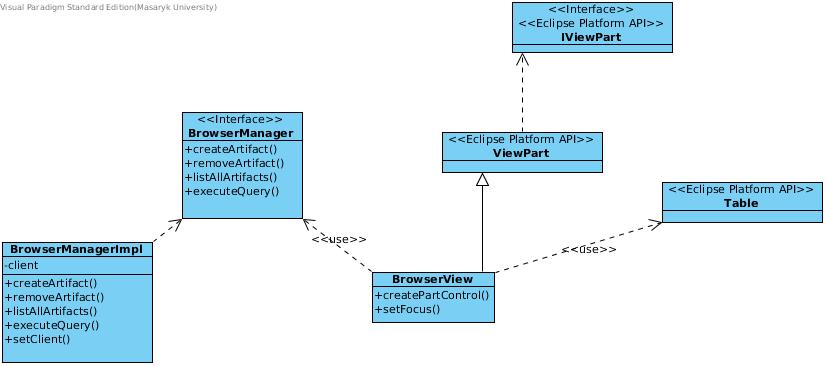 Visual Paradigm Standard Edition(Masaryk University)
<<Interface>>
<<Eclipse Platform API>>
IViewPart
<<Interface>>
BrowserManager
+createArtifact()
+removeArtifact()
+listAllArtifacts()
+executeQuery()
<<Eclipse Platform API>>
ViewPart
<<Eclipse Platform API>>
Table
<<use>>
<<use>>
BrowserManagerImpl
-client
+createArtifact()
+removeArtifact()
+listAllArtifacts()
+executeQuery()
+setClient()
BrowserView
+createPartControl()
+setFocus()